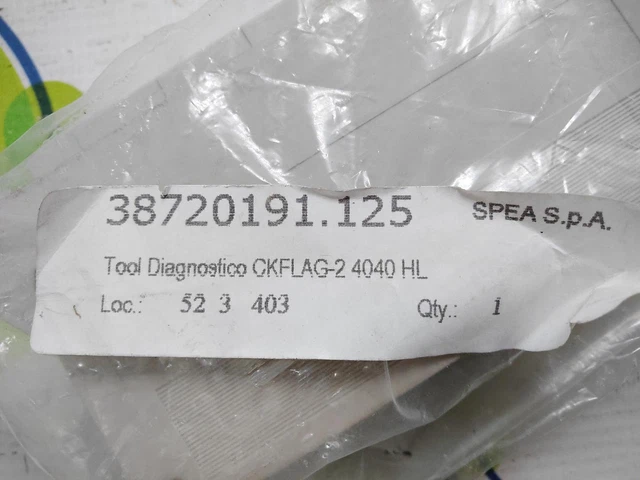 38720191.125 SPEA S.p.A.
Tool Diagnostico CKFLAG-2 4040 HL
Loc.: 52 3 403 Qty.: 1